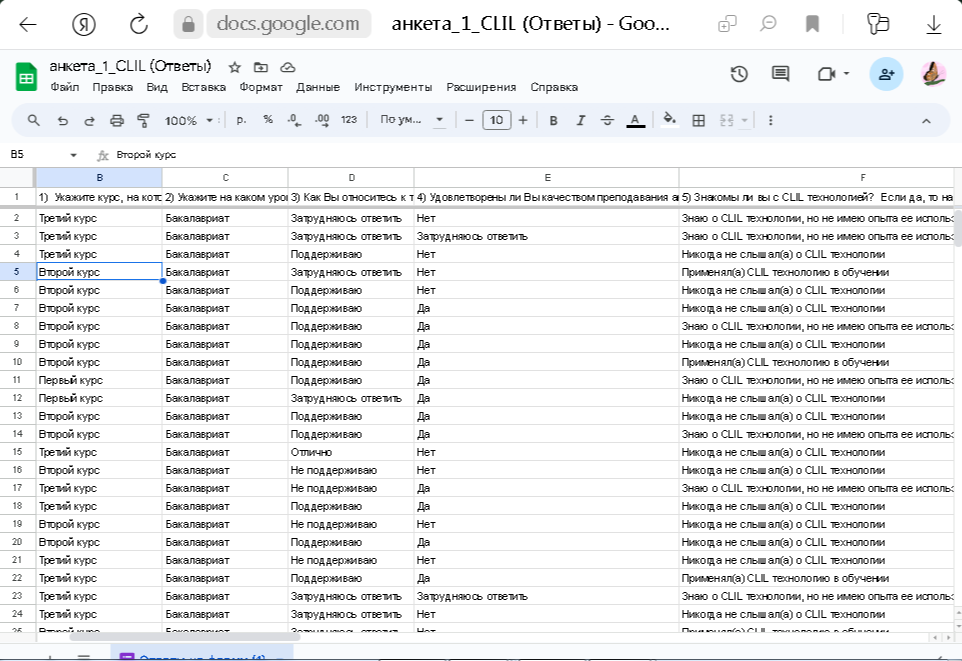 Я docs.google.com анкета_1_CLIL (Ответы) - Goo...
анкета_1_CLIL (Ответы)
Файл Правка Вид Вставка Формат Данные Инструменты Расширения Справка
100% р. % .0 .00 123 По ум... − 10 + B I A
B5 fx Второй курс
B C D E F
1 1) Укажите курс, на кото 2) Укажите на каком уро 3) Как Вы относитесь к т 4) Удовлетворены ли Вы качеством преподавания а 5) Знакомы ли вы с CLIL технологией? Если да, то на
2 Третий курс Бакалавриат Затрудняюсь ответить Нет Знаю о CLIL технологии, но не имею опыта ее исполь
3 Третий курс Бакалавриат Затрудняюсь ответить Затрудняюсь ответить Знаю о CLIL технологии, но не имею опыта ее исполь
4 Третий курс Бакалавриат Поддерживаю Нет Никогда не слышал(а) о CLIL технологии
5 Второй курс Бакалавриат Затрудняюсь ответить Нет Применял(а) CLIL технологию в обучении
6 Второй курс Бакалавриат Поддерживаю Нет Никогда не слышал(а) о CLIL технологии
7 Второй курс Бакалавриат Поддерживаю Да Никогда не слышал(а) о CLIL технологии
8 Второй курс Бакалавриат Поддерживаю Да Знаю о CLIL технологии, но не имею опыта ее исполь
9 Второй курс Бакалавриат Поддерживаю Да Никогда не слышал(а) о CLIL технологии
10 Второй курс Бакалавриат Поддерживаю Да Применял(а) CLIL технологию в обучении
11 Первый курс Бакалавриат Поддерживаю Да Знаю о CLIL технологии, но не имею опыта ее исполь
12 Первый курс Бакалавриат Затрудняюсь ответить Да Никогда не слышал(а) о CLIL технологии
13 Второй курс Бакалавриат Поддерживаю Да Никогда не слышал(а) о CLIL технологии
14 Второй курс Бакалавриат Поддерживаю Да Знаю о CLIL технологии, но не имею опыта ее исполь
15 Третий курс Бакалавриат Отлично Нет Никогда не слышал(а) о CLIL технологии
16 Второй курс Бакалавриат Не поддерживаю Нет Никогда не слышал(а) о CLIL технологии
17 Третий курс Бакалавриат Не поддерживаю Да Знаю о CLIL технологии, но не имею опыта ее исполь
18 Третий курс Бакалавриат Поддерживаю Да Никогда не слышал(а) о CLIL технологии
19 Второй курс Бакалавриат Не поддерживаю Нет Никогда не слышал(а) о CLIL технологии
20 Второй курс Бакалавриат Поддерживаю Да Никогда не слышал(а) о CLIL технологии
21 Третий курс Бакалавриат Не поддерживаю Нет Никогда не слышал(а) о CLIL технологии
22 Третий курс Бакалавриат Поддерживаю Да Применял(а) CLIL технологию в обучении
23 Третий курс Бакалавриат Затрудняюсь ответить Затрудняюсь ответить Знаю о CLIL технологии, но не имею опыта ее исполь
24 Третий курс Бакалавриат Затрудняюсь ответить Нет Никогда не слышал(а) о CLIL технологии
25 Второй курс Бакалавриат Затрудняюсь ответить Нет Применял(а) CLIL технологию в обучении